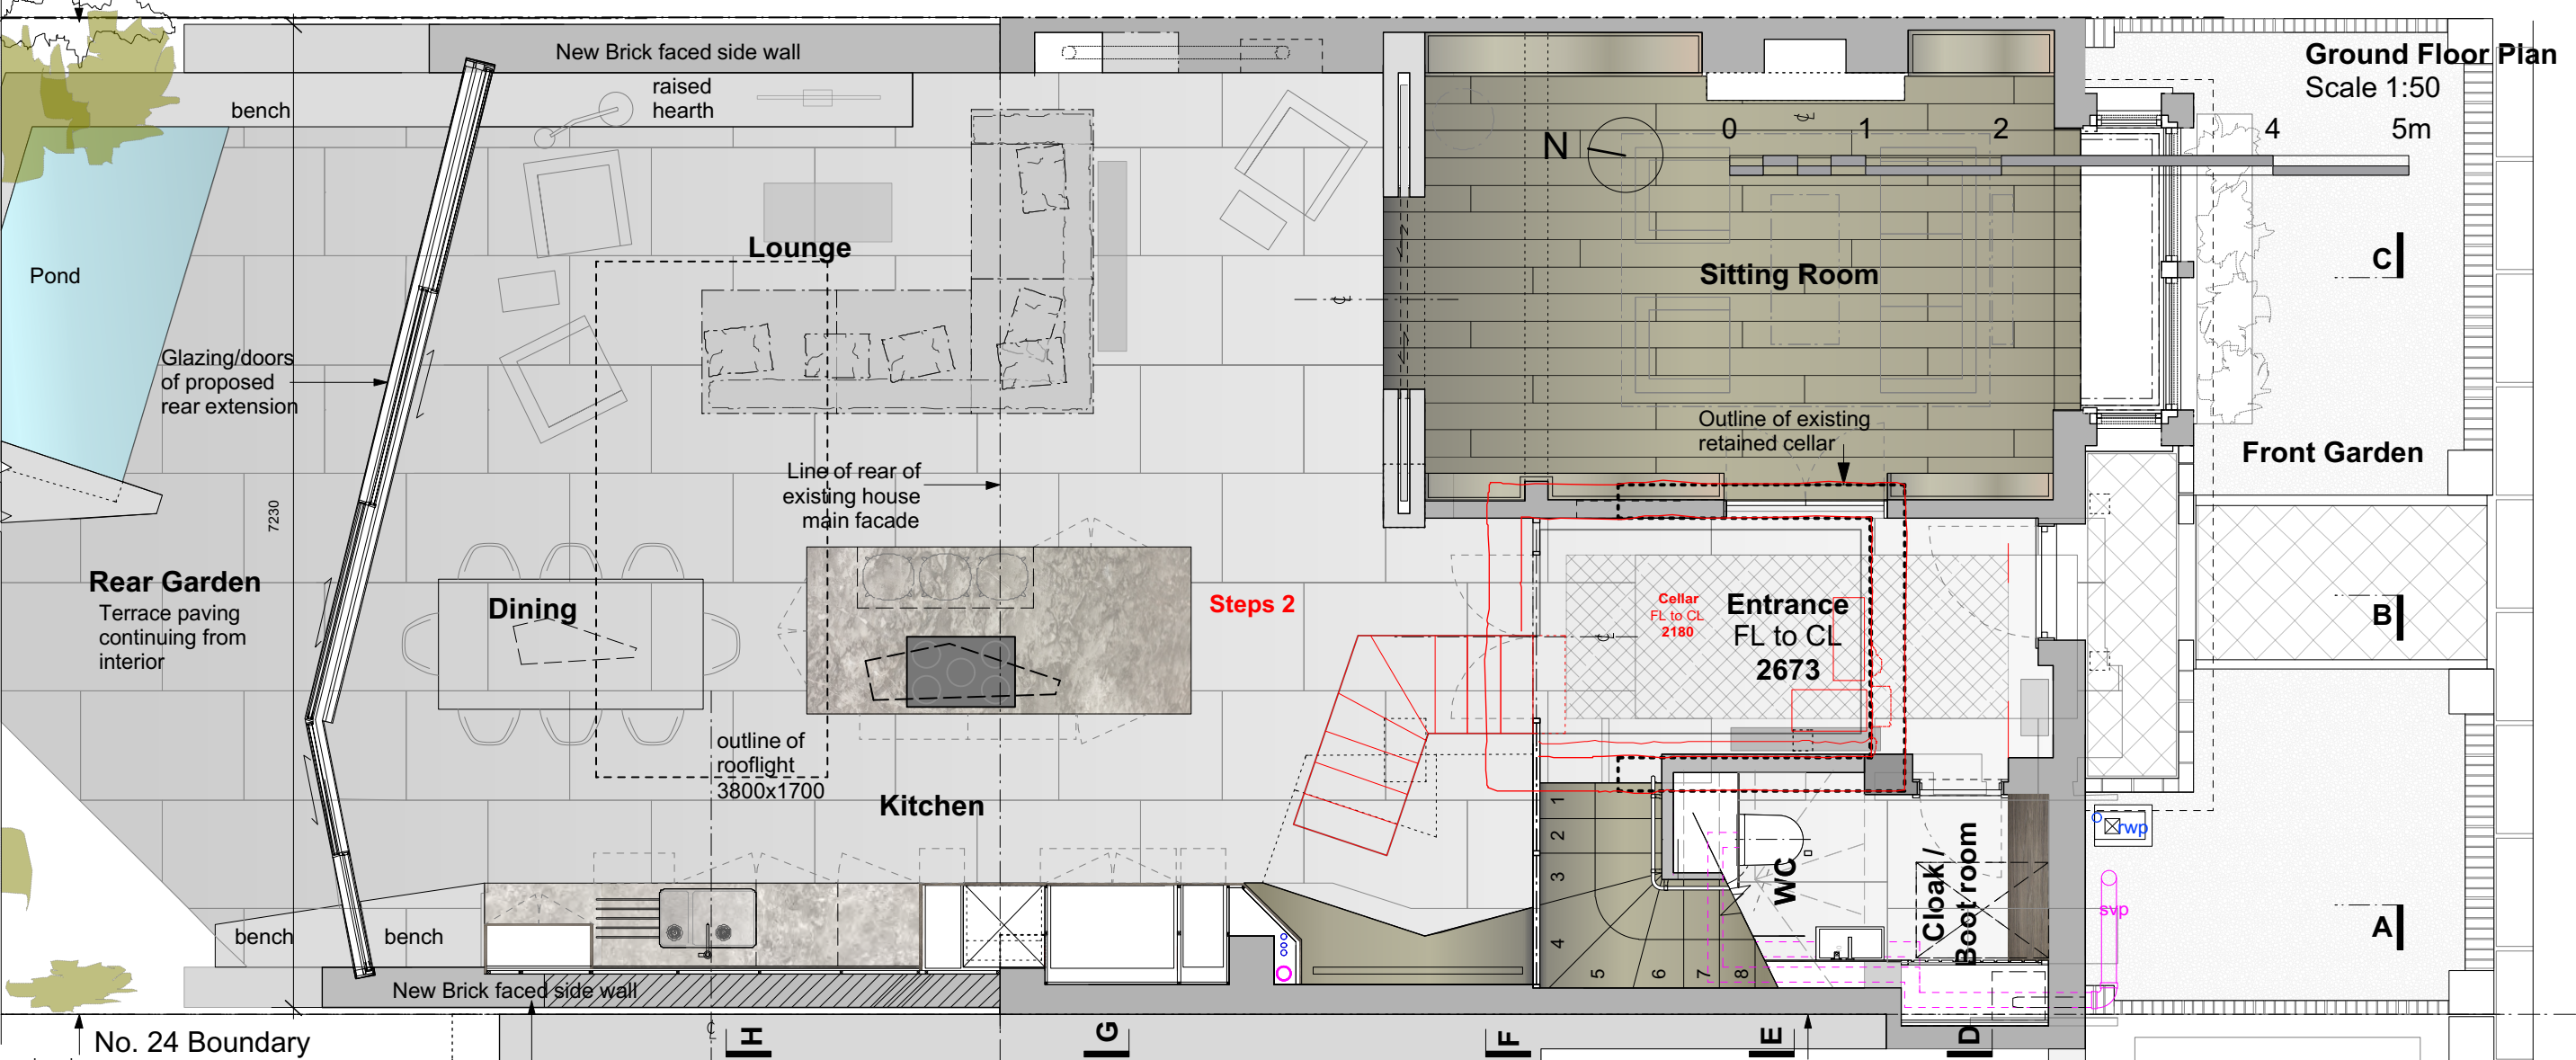 Ground Floor Plan
Scale 1:50
New Brick faced side wall
raised
hearth
bench
N
0
1
2
4
5m
Pond
Lounge
Sitting Room
C
Glazing/doors
of proposed
rear extension
Outline of existing
retained cellar
Front Garden
Line of rear of
existing house
main facade
7230
Rear Garden
Terrace paving
continuing from
interior
Dining
Steps 2
Cellar
FL to CL
2180
Entrance
FL to CL
2673
B
outline of
rooflight
3800x1700
Kitchen
1
2
3
4
5
6
7
8
WC
Cloak /
Boot room
rwp
svp
A
bench
bench
New Brick faced side wall
No. 24 Boundary
H
G
F
E
D